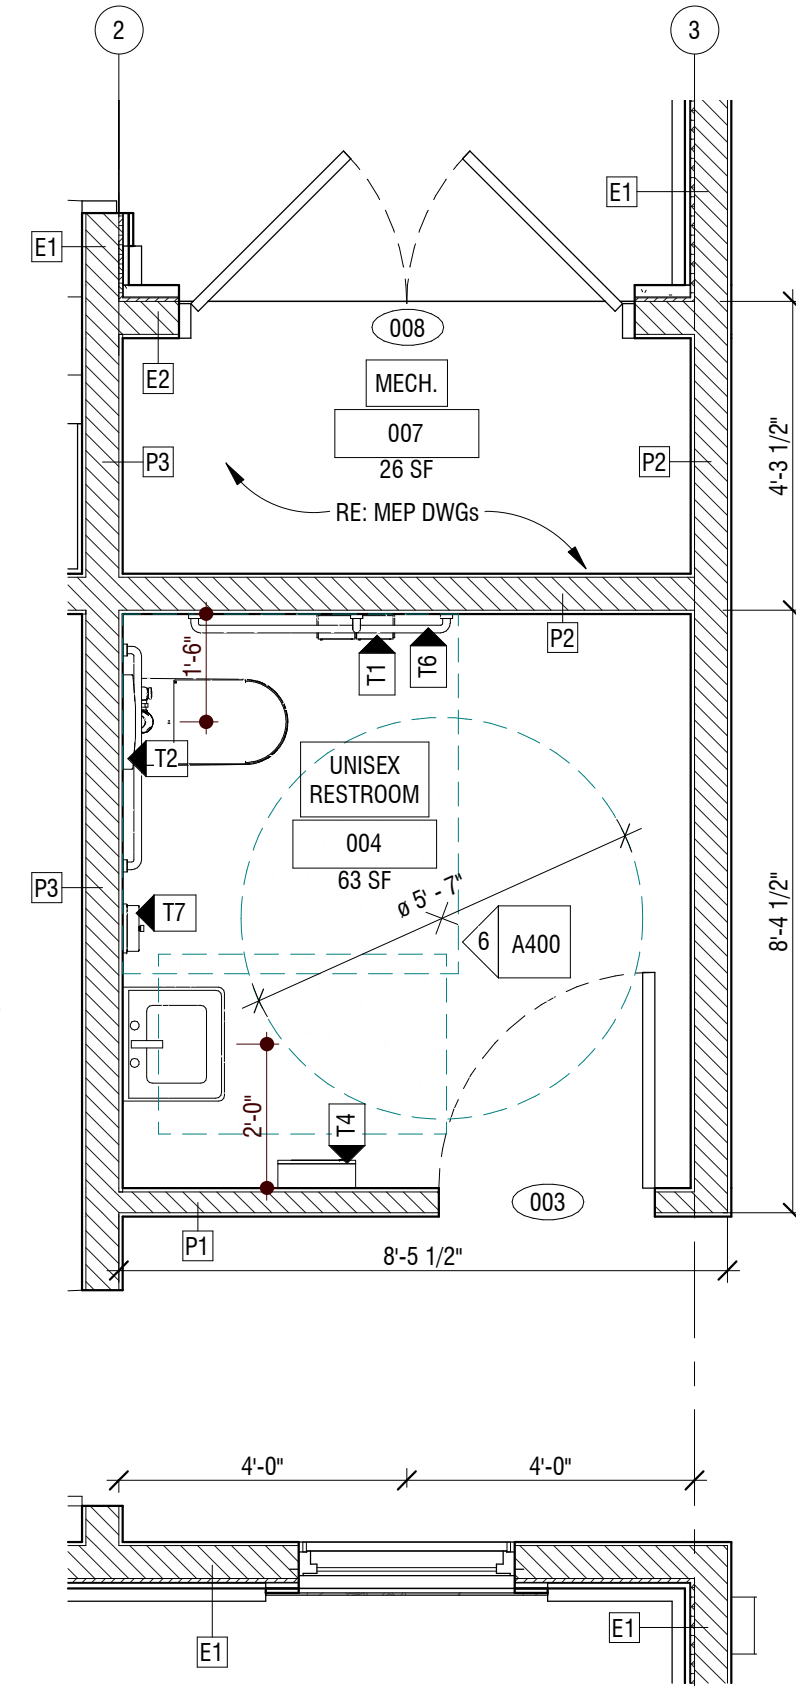 2
3
E1
E1
008
E2
MECH.
007
26 SF
P3
P2
4'-3 1/2"
RE: MEP DWGs
P2
1'-6"
T1
T6
T2
UNISEX
RESTROOM
004
63 SF
P3
T7
ø 5' - 7"
6
A400
8'-4 1/2"
2'-0"
T4
003
P1
8'-5 1/2"
4'-0"
4'-0"
E1
E1